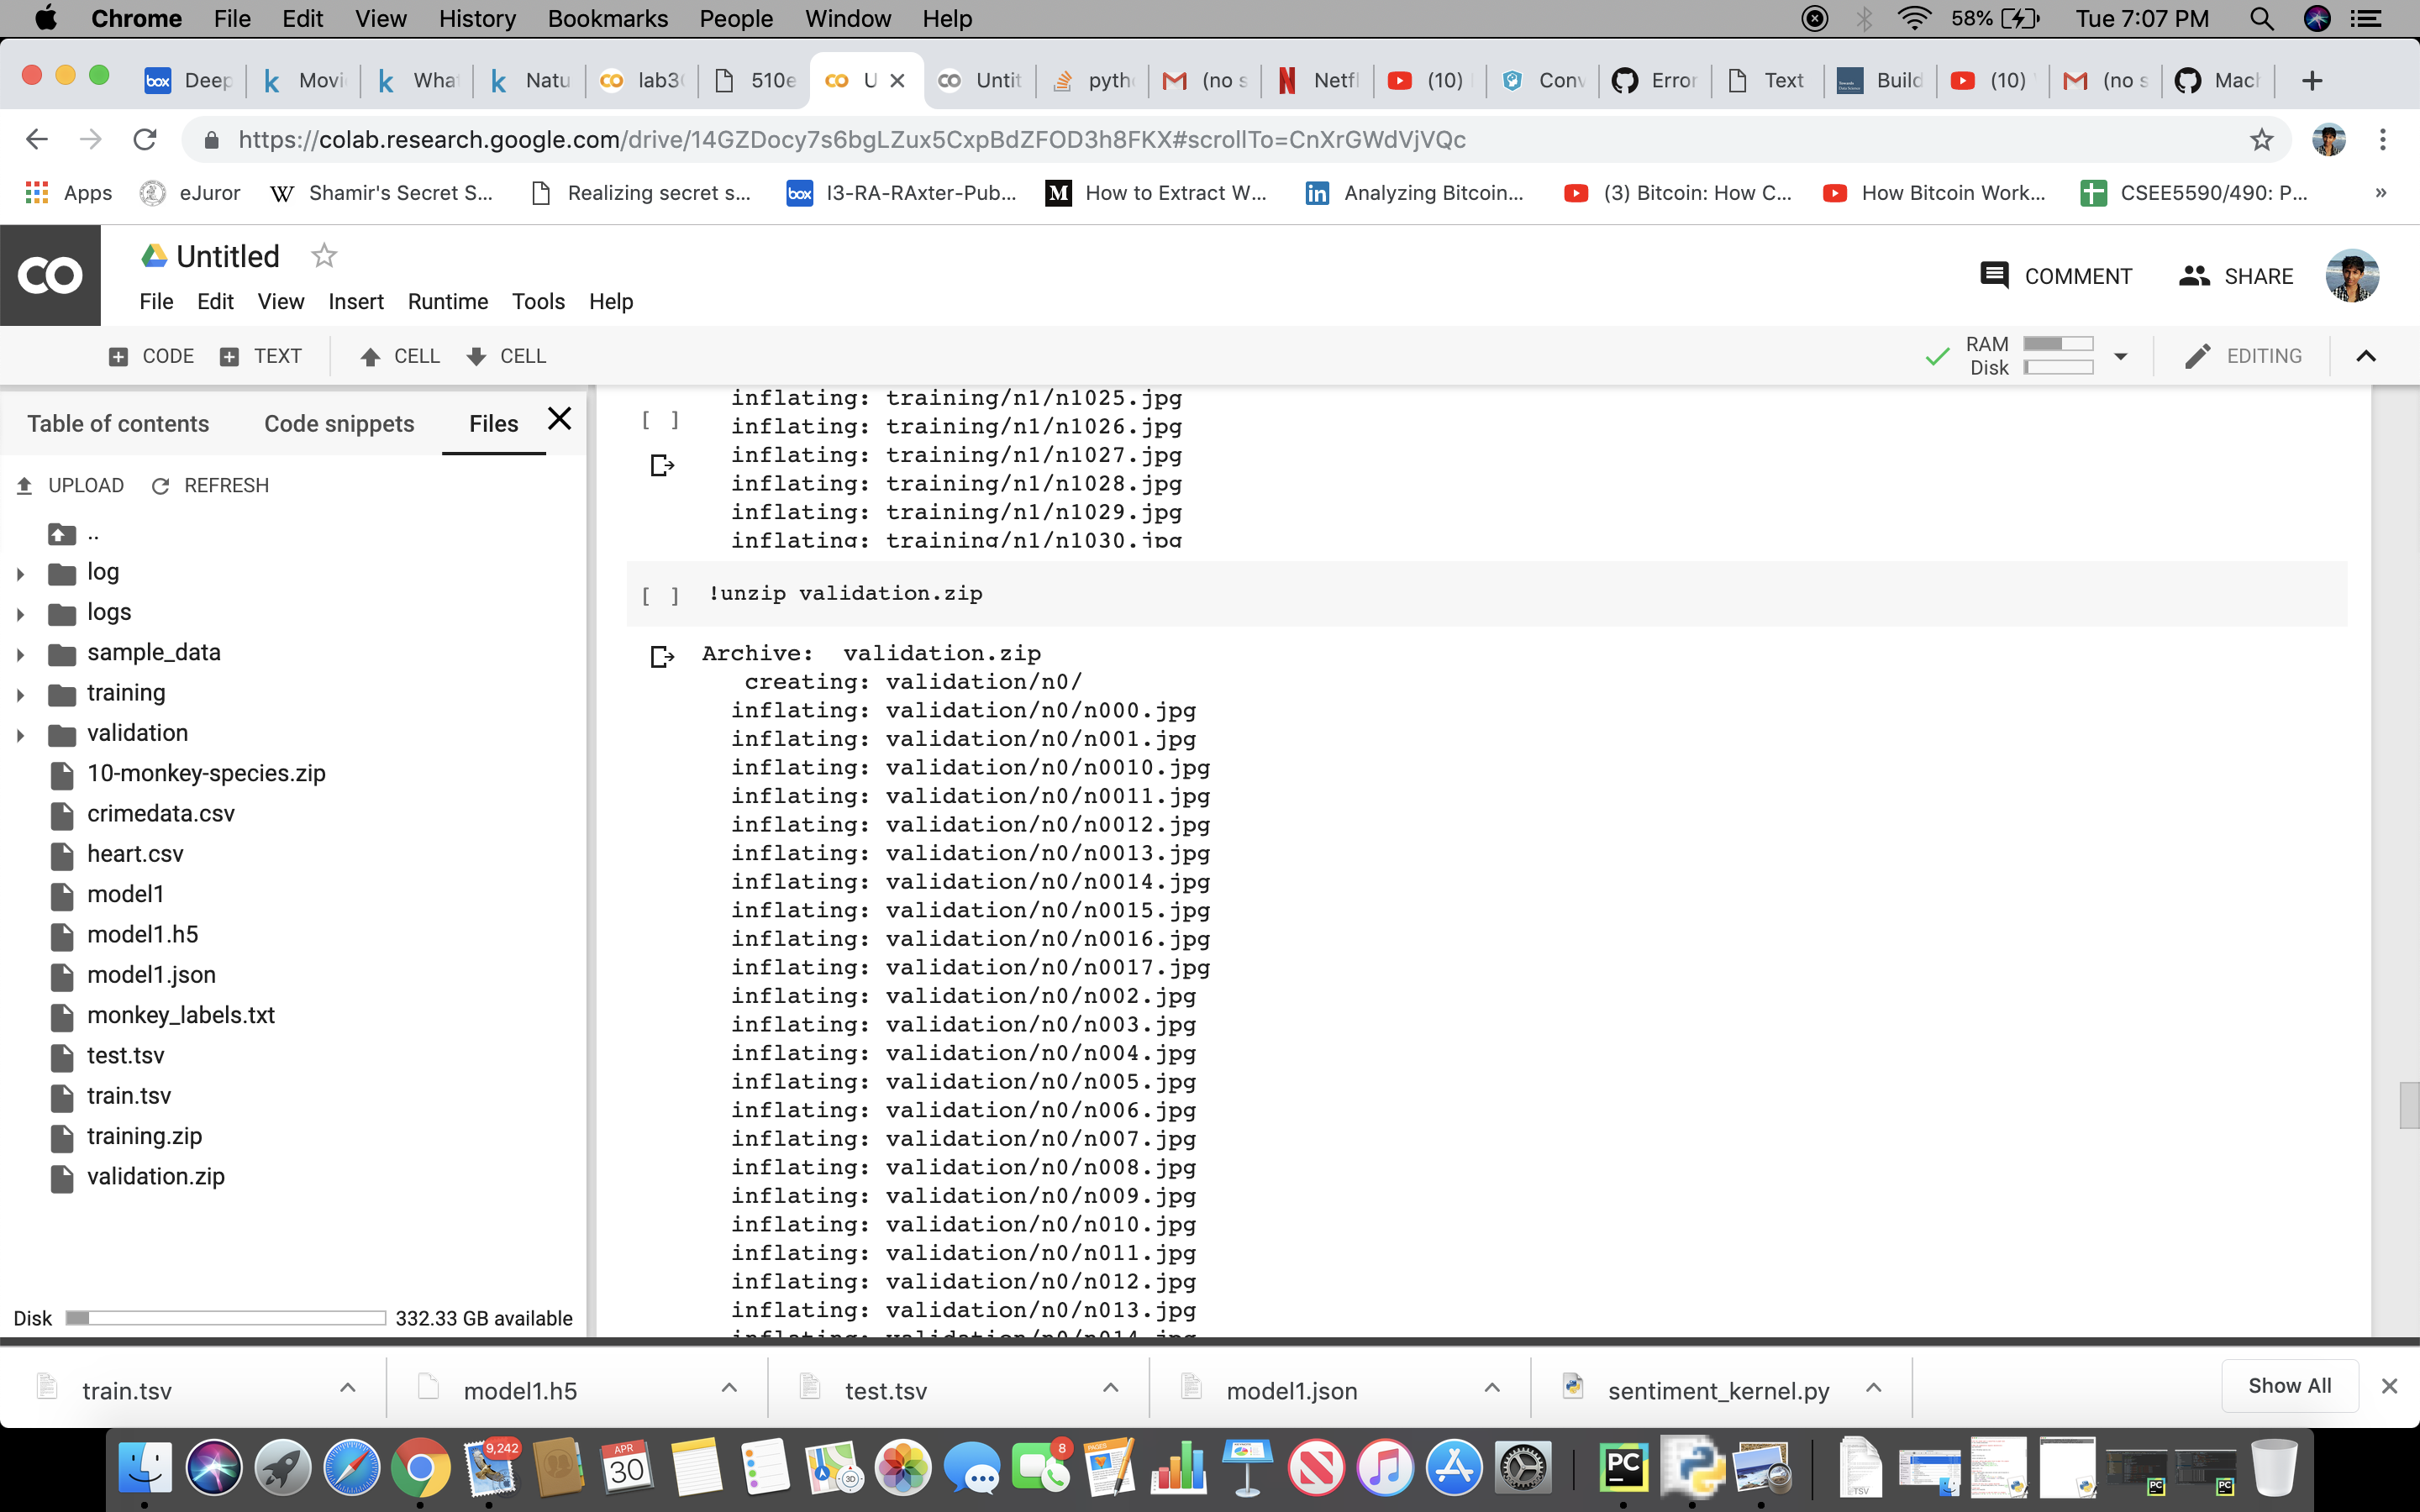 Chrome File Edit View History Bookmarks People Window Help 58% Tue 7:07 PM
box Deep k Movi k Wha k Natu lab3 510e U Untit pyth (no s Netfl (10) Conv Error Text Build (10) (no s Mach
https://colab.research.google.com/drive/14GZDocy7s6bgLZux5CxpBdZFOD3h8FKX#scrollTo=CnXrGWdVjVQc
Apps eJuror W Shamir's Secret S... Realizing secret s... box I3-RA-RAxter-Pub... M How to Extract W... in Analyzing Bitcoin... (3) Bitcoin: How C... How Bitcoin Work... CSEE5590/490: P... »
CO Untitled
COMMENT SHARE
File Edit View Insert Runtime Tools Help
CODE TEXT CELL CELL RAM Disk EDITING
Table of contents Code snippets Files
UPLOAD REFRESH
..
log
logs
sample_data
training
validation
10-monkey-species.zip
crimedata.csv
heart.csv
model1
model1.h5
model1.json
monkey_labels.txt
test.tsv
train.tsv
training.zip
validation.zip
Disk 332.33 GB available
[ ]
inflating: training/n1/n1025.jpg
inflating: training/n1/n1026.jpg
inflating: training/n1/n1027.jpg
inflating: training/n1/n1028.jpg
inflating: training/n1/n1029.jpg
inflating: training/n1/n1030.jpg
[ ] !unzip validation.zip
Archive: validation.zip
creating: validation/n0/
inflating: validation/n0/n000.jpg
inflating: validation/n0/n001.jpg
inflating: validation/n0/n0010.jpg
inflating: validation/n0/n0011.jpg
inflating: validation/n0/n0012.jpg
inflating: validation/n0/n0013.jpg
inflating: validation/n0/n0014.jpg
inflating: validation/n0/n0015.jpg
inflating: validation/n0/n0016.jpg
inflating: validation/n0/n0017.jpg
inflating: validation/n0/n002.jpg
inflating: validation/n0/n003.jpg
inflating: validation/n0/n004.jpg
inflating: validation/n0/n005.jpg
inflating: validation/n0/n006.jpg
inflating: validation/n0/n007.jpg
inflating: validation/n0/n008.jpg
inflating: validation/n0/n009.jpg
inflating: validation/n0/n010.jpg
inflating: validation/n0/n011.jpg
inflating: validation/n0/n012.jpg
inflating: validation/n0/n013.jpg
inflating: validation/n0/n014.jpg
train.tsv model1.h5 test.tsv model1.json sentiment_kernel.py Show All
9,242 APR 30 3D 8 PAGES PC TSV PC PC